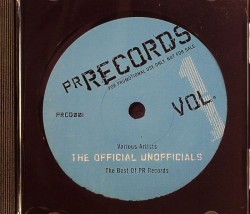 PR RECORDS
FOR PROMOTIONAL USE ONLY. NOT FOR SALE
VOL. 1
PRCD001
Various Artists
THE OFFICIAL UNOFFICIALS
The Best Of PR Records